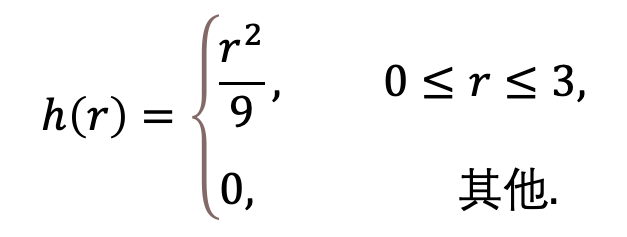 h(r) = { r²/9, 0 ≤ r ≤ 3,
0, 其他.